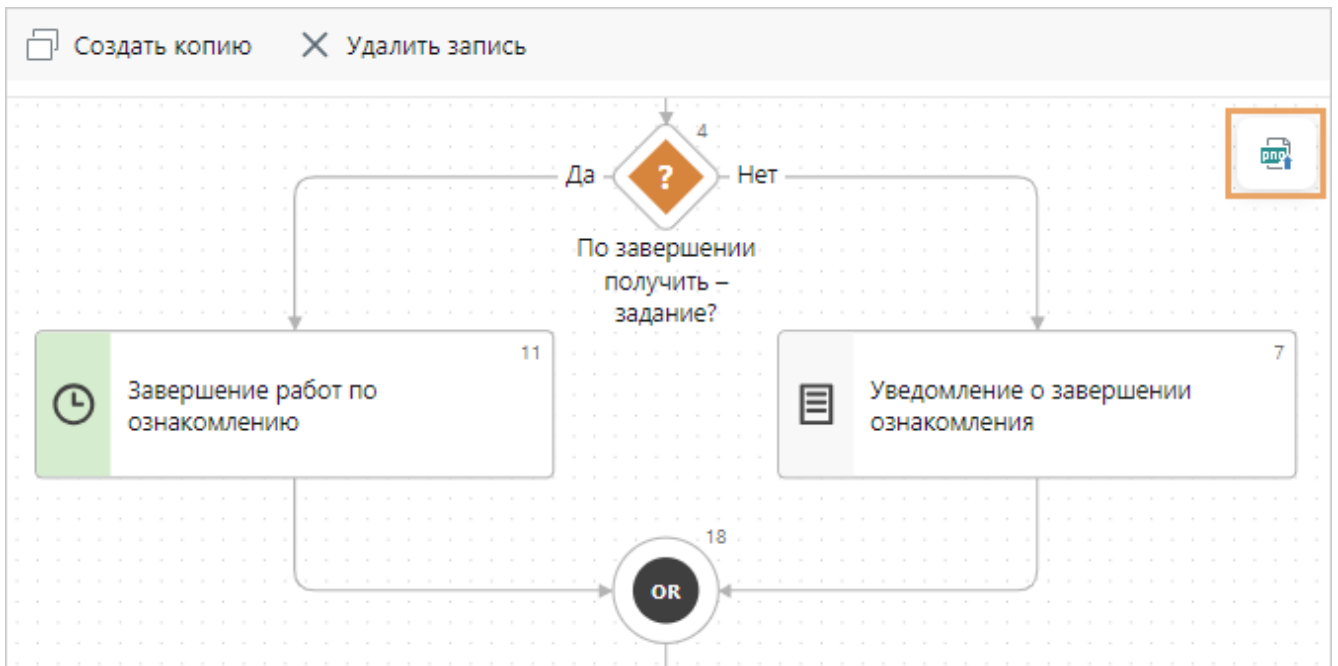 Создать копию
Удалить запись
4
Да
?
Нет
png
По завершении
получить –
задание?
11
Завершение работ по
ознакомлению
7
Уведомление о завершении
ознакомления
18
OR